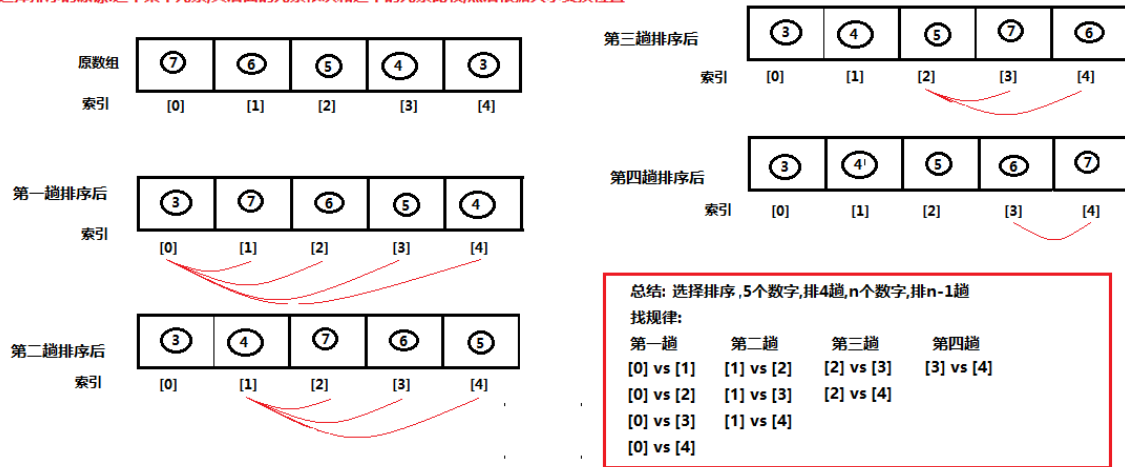 原数组 7 6 5 4 3
索引 [0] [1] [2] [3] [4]
第一趟排序后 3 7 6 5 4
索引 [0] [1] [2] [3] [4]
第二趟排序后 3 4 7 6 5
索引 [0] [1] [2] [3] [4]
第三趟排序后 3 4 5 7 6
索引 [0] [1] [2] [3] [4]
第四趟排序后 3 4 5 6 7
索引 [0] [1] [2] [3] [4]
总结: 选择排序,5个数字,排4趟,n个数字,排n-1趟
找规律:
第一趟 第二趟 第三趟 第四趟
[0] vs [1] [1] vs [2] [2] vs [3] [3] vs [4]
[0] vs [2] [1] vs [3] [2] vs [4]
[0] vs [3] [1] vs [4]
[0] vs [4]